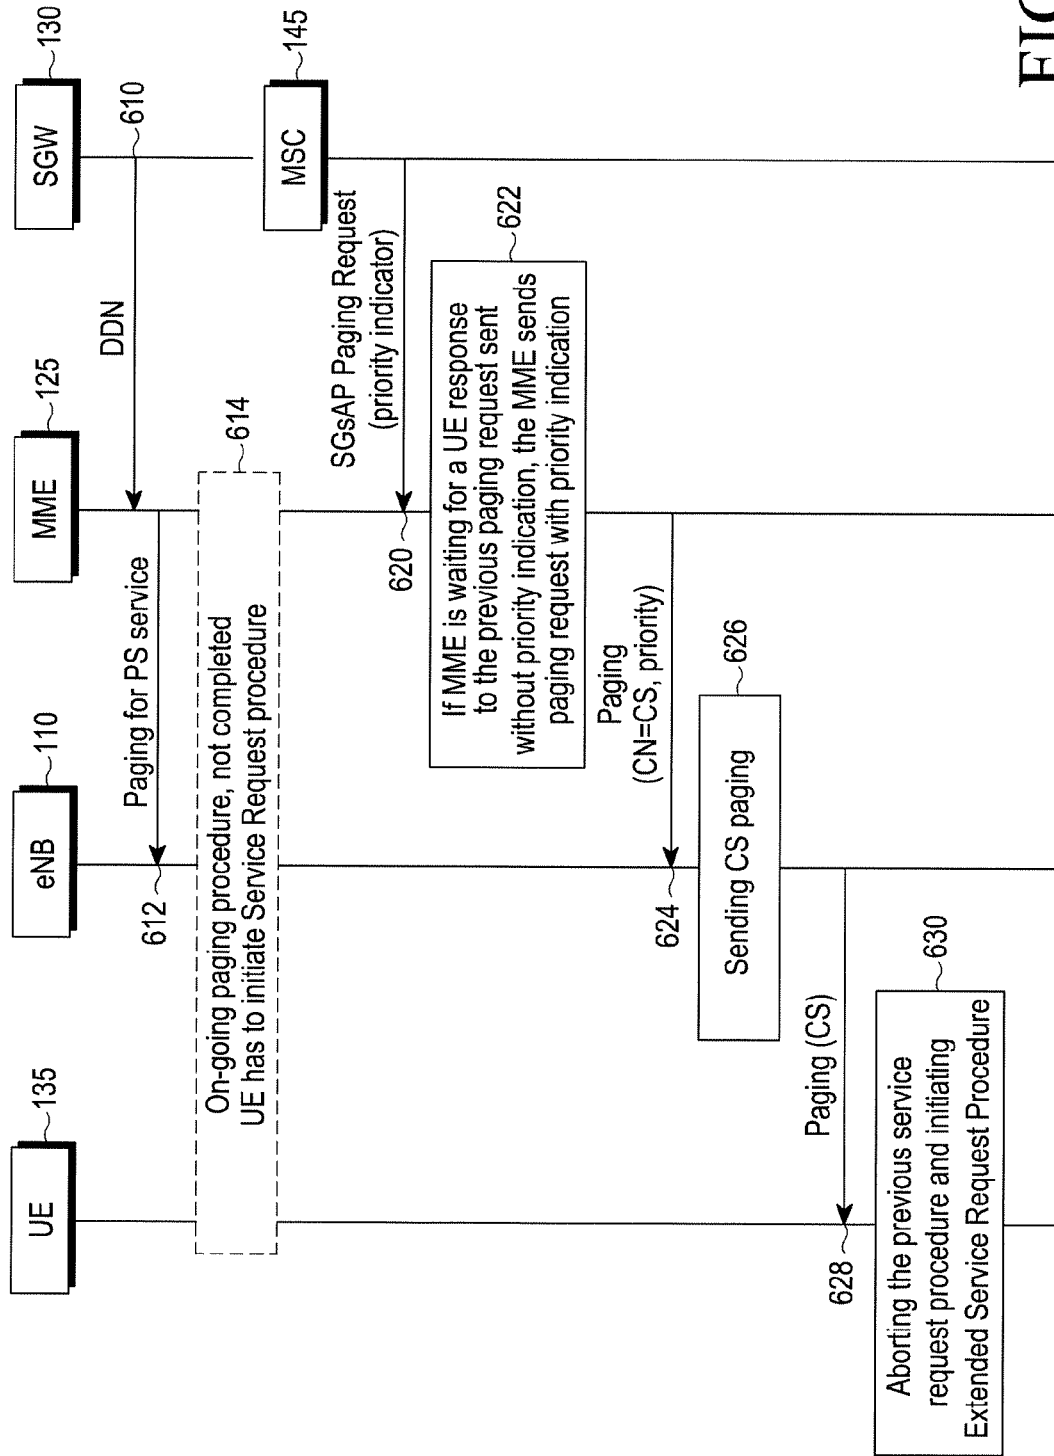 UE
135
eNB
110
MME
125
SGW
130
DDN
610
Paging for PS service
612
On-going paging procedure, not completed
UE has to initiate Service Request procedure
614
MSC
145
SGsAP Paging Request
(priority indicator)
620
If MME is waiting for a UE response
to the previous paging request sent
without priority indication, the MME sends
paging request with priority indication
622
Paging
(CN=CS, priority)
624
Sending CS paging
626
Paging (CS)
628
Aborting the previous service
request procedure and initiating
Extended Service Request Procedure
630